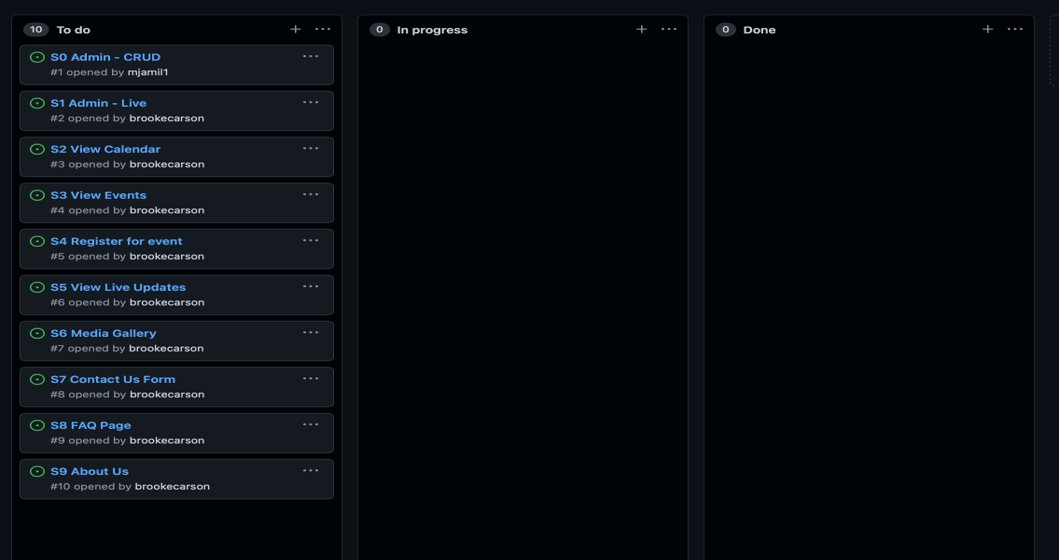 10 To do
S0 Admin - CRUD
#1 opened by mjamil1
S1 Admin - Live
#2 opened by brookecarson
S2 View Calendar
#3 opened by brookecarson
S3 View Events
#4 opened by brookecarson
S4 Register for event
#5 opened by brookecarson
S5 View Live Updates
#6 opened by brookecarson
S6 Media Gallery
#7 opened by brookecarson
S7 Contact Us Form
#8 opened by brookecarson
S8 FAQ Page
#9 opened by brookecarson
S9 About Us
#10 opened by brookecarson
0 In progress
0 Done